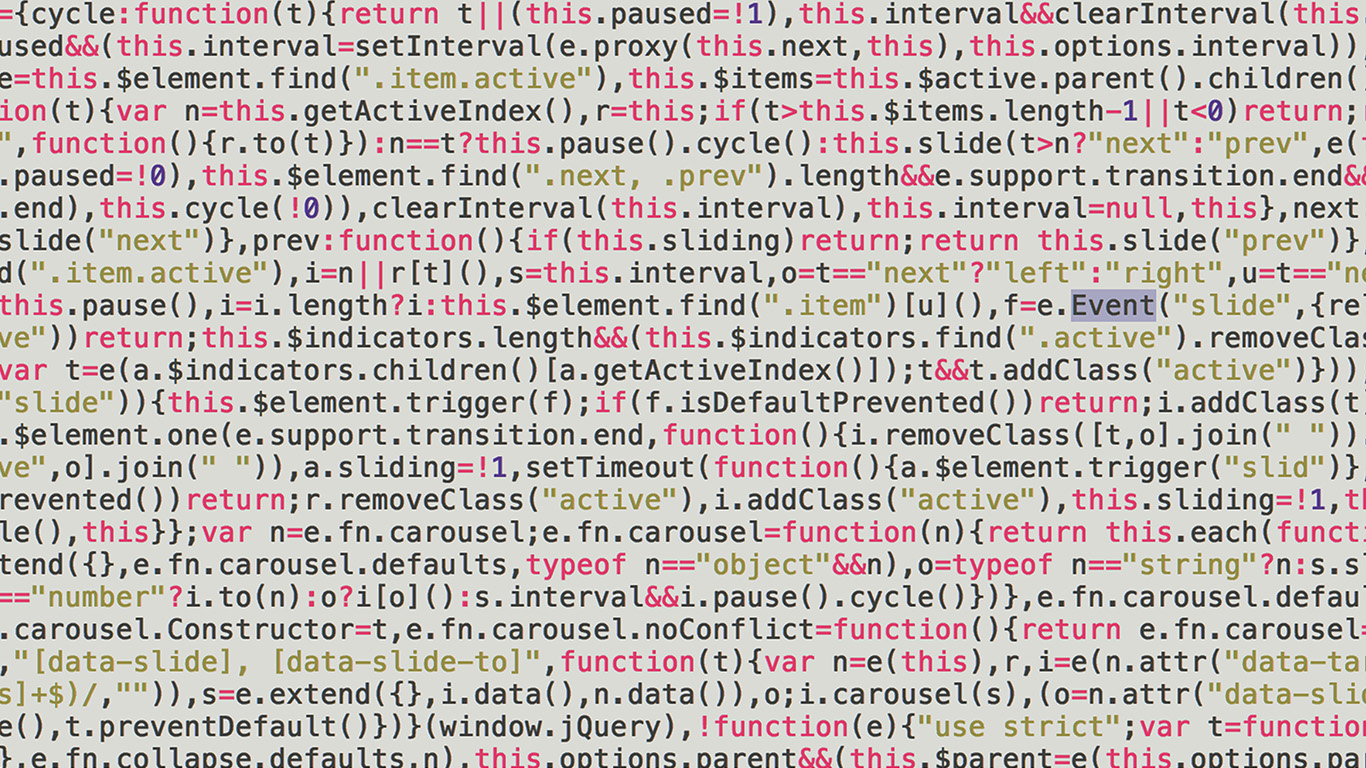 ={cycle:function(t){return t||(this.paused=!1),this.interval&&clearInterval(this
used&&(this.interval=setInterval(e.proxy(this.next,this),this.options.interval))
e=this.$element.find(".item.active"),this.$items=this.$active.parent().children(
ion(t){var n=this.getActiveIndex(),r=this;if(t>this.$items.length-1||t<0)return;
",function(){r.to(t)}):n==t?this.pause().cycle():this.slide(t>n?"next":"prev",e(
.paused=!0),this.$element.find(".next, .prev").length&&e.support.transition.end&&
.end),this.cycle(!0)),clearInterval(this.interval),this.interval=null,this},next
slide("next")},prev:function(){if(this.sliding)return;return this.slide("prev")}
d(".item.active"),i=n||r[t](),s=this.interval,o=t=="next"?"left":"right",u=t=="ne
this.pause(),i=i.length?i:this.$element.find(".item")[u](),f=e.Event("slide",{re
ve"))return;this.$indicators.length&&(this.$indicators.find(".active").removeClas
var t=e(a.$indicators.children()[a.getActiveIndex()]);t&&t.addClass("active")}))
"slide")){this.$element.trigger(f);if(f.isDefaultPrevented())return;i.addClass(t
.$element.one(e.support.transition.end,function(){i.removeClass([t,o].join(" "))
ve",o].join(" ")),a.sliding=!1,setTimeout(function(){a.$element.trigger("slid")}
revented())return;r.removeClass("active"),i.addClass("active"),this.sliding=!1,t
le(),this}};var n=e.fn.carousel;e.fn.carousel=function(n){return this.each(funct
tend({},e.fn.carousel.defaults,typeof n=="object"&&n),o=typeof n=="string"?n:s.s
=="number"?i.to(n):o?i[o]():s.interval&&i.pause().cycle()})},e.fn.carousel.defau
.carousel.Constructor=t,e.fn.carousel.noConflict=function(){return e.fn.carousel=
,"[data-slide], [data-slide-to]",function(t){var n=e(this),r,i=e(n.attr("data-ta
s]+$)/,"")),s=e.extend({},i.data(),n.data()),o;i.carousel(s),(o=n.attr("data-slid
e(),t.preventDefault()})}(window.jQuery),!function(e){"use strict";var t=function
},e.fn.collapse.defaults,n),this.options.parent&&(this.$parent=e(this.options.pa